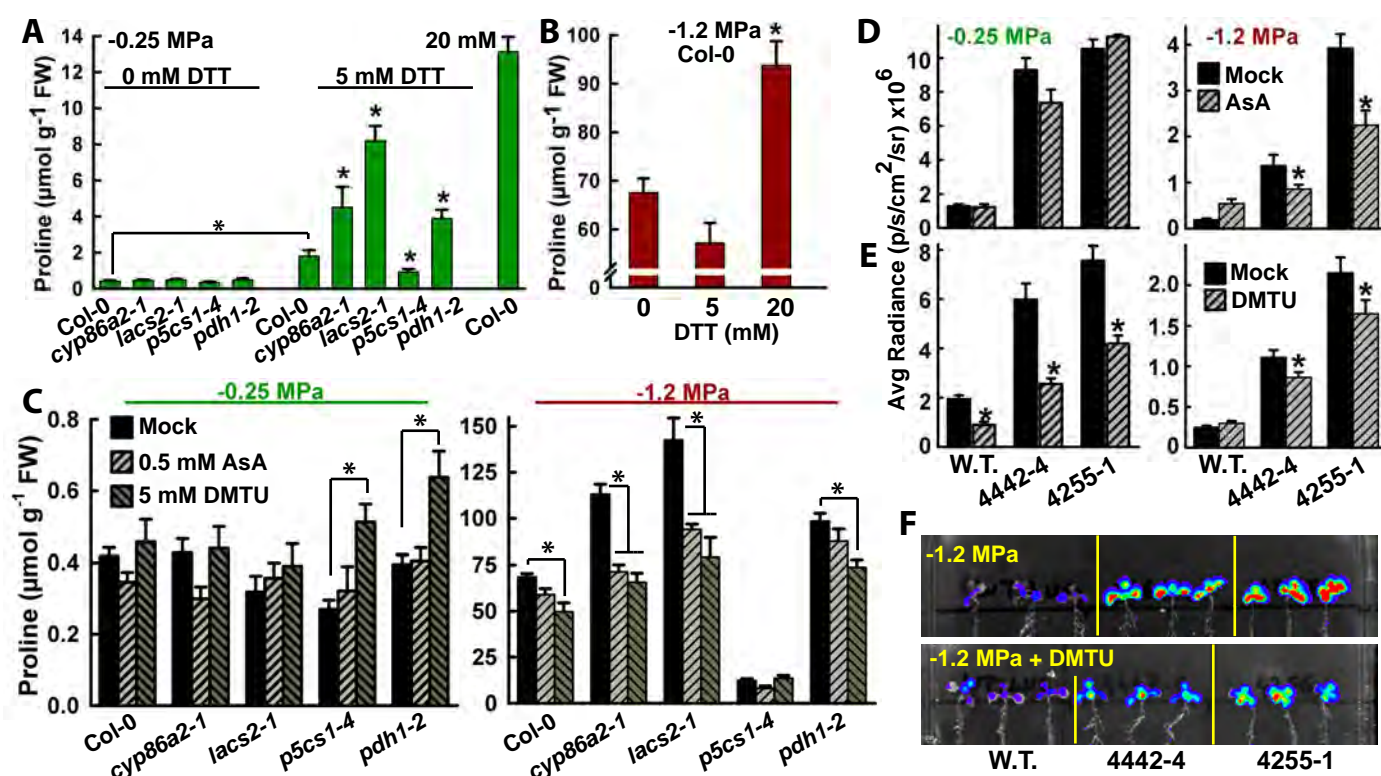 A
-0.25 MPa
0 mM DTT
5 mM DTT
20 mM
Proline (µmol g-1 FW)
14
12
10
8
6
4
2
0
*
*
*
*
*
Col-0
cyp86a2-1
lacs2-1
p5cs1-4
pdh1-2
Col-0
cyp86a2-1
lacs2-1
p5cs1-4
pdh1-2
Col-0
B
-1.2 MPa
Col-0
*
Proline (µmol g-1 FW)
100
90
80
70
60
0
0 5 20
DTT (mM)
C
-0.25 MPa
Mock
0.5 mM AsA
5 mM DMTU
Proline (µmol g-1 FW)
0.8
0.6
0.4
0.2
0.0
*
*
Col-0
cyp86a2-1
lacs2-1
p5cs1-4
pdh1-2
-1.2 MPa
150
125
100
75
50
25
0
*
*
*
*
Col-0
cyp86a2-1
lacs2-1
p5cs1-4
pdh1-2
D
-0.25 MPa
10
8
6
4
2
0
-1.2 MPa
Mock
AsA
4
3
2
1
0
*
*
Avg Radiance (p/s/cm2/sr) x106
E
8
6
4
2
0
*
*
*
W.T.
4442-4
4255-1
Mock
DMTU
2.0
1.5
1.0
0.5
0
*
*
W.T.
4442-4
4255-1
F
-1.2 MPa
-1.2 MPa + DMTU
W.T. 4442-4 4255-1